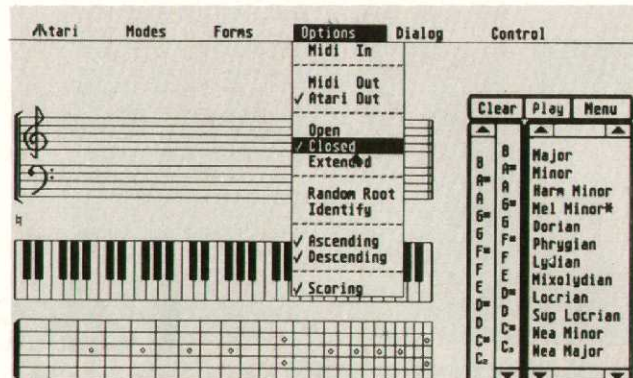 Atari Modes Forms Options Dialog Control
Midi In
Midi Out
✓ Atari Out
Open
✓ Closed
Extended
Random Root
Identify
✓ Ascending
✓ Descending
✓ Scoring
Clear Play Menu
B
A#
A
G#
G
F#
F
E
D#
D
C#
C₂
B
A#
A
G#
G
F#
F
E
D#
D
C#
C₃
Major
Minor
Harm Minor
Mel Minor*
Dorian
Phrygian
Lydian
Mixolydian
Locrian
Sup Locrian
Nea Minor
Nea Major